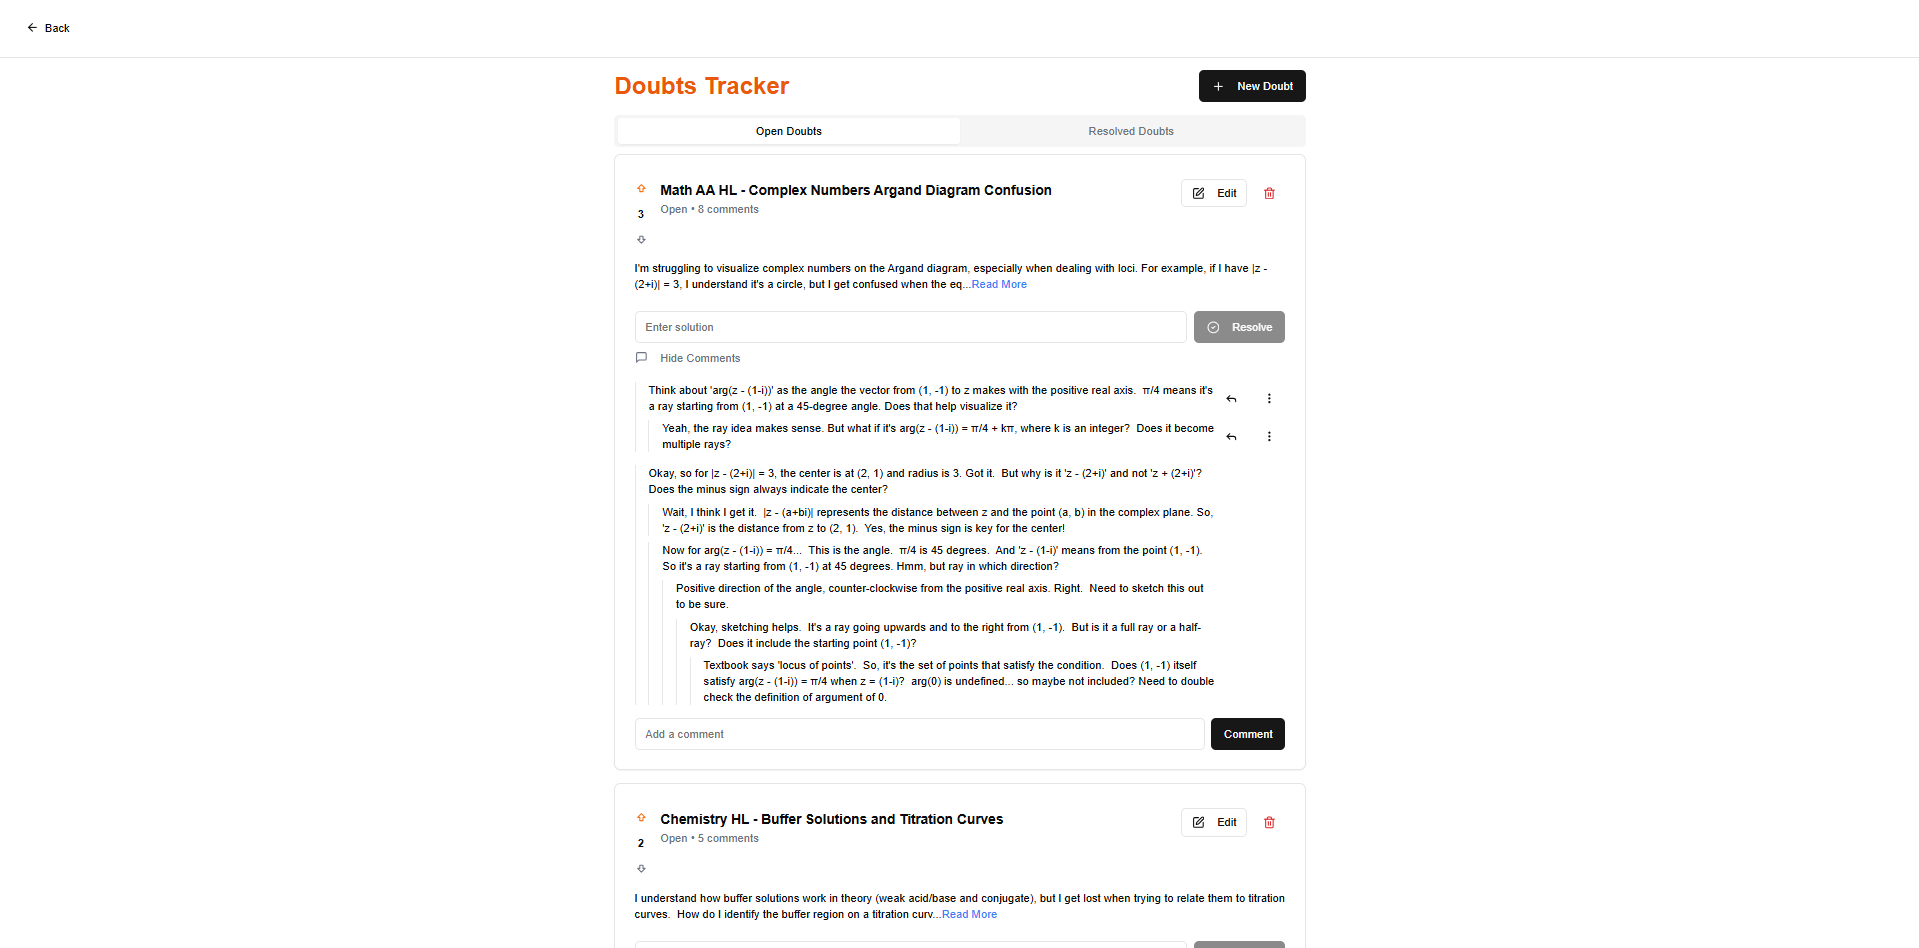 Back
Doubts Tracker
New Doubt
Open Doubts
Resolved Doubts
Math AA HL - Complex Numbers Argand Diagram Confusion
Edit
3
Open • 8 comments
I'm struggling to visualize complex numbers on the Argand diagram, especially when dealing with loci. For example, if I have |z -
(2+i)| = 3, I understand it's a circle, but I get confused when the eq...Read More
Enter solution
Resolve
Hide Comments
Think about 'arg(z - (1-i))' as the angle the vector from (1, -1) to z makes with the positive real axis.  π/4 means it's
a ray starting from (1, -1) at a 45-degree angle. Does that help visualize it?
Yeah, the ray idea makes sense. But what if it's arg(z - (1-i)) = π/4 + kπ, where k is an integer?  Does it become
multiple rays?
Okay, so for |z - (2+i)| = 3, the center is at (2, 1) and radius is 3. Got it.  But why is it 'z - (2+i)' and not 'z + (2+i)'?
Does the minus sign always indicate the center?
Wait, I think I get it.  |z - (a+bi)| represents the distance between z and the point (a, b) in the complex plane. So,
'z - (2+i)' is the distance from z to (2, 1).  Yes, the minus sign is key for the center!
Now for arg(z - (1-i)) = π/4...  This is the angle.  π/4 is 45 degrees.  And 'z - (1-i)' means from the point (1, -1).
So it's a ray starting from (1, -1) at 45 degrees. Hmm, but ray in which direction?
Positive direction of the angle, counter-clockwise from the positive real axis. Right.  Need to sketch this out
to be sure.
Okay, sketching helps.  It's a ray going upwards and to the right from (1, -1).  But is it a full ray or a half-
ray?  Does it include the starting point (1, -1)?
Textbook says 'locus of points'.  So, it's the set of points that satisfy the condition.  Does (1, -1) itself
satisfy arg(z - (1-i)) = π/4 when z = (1-i)?  arg(0) is undefined... so maybe not included? Need to double
check the definition of argument of 0.
Add a comment
Comment
Chemistry HL - Buffer Solutions and Titration Curves
Edit
2
Open • 5 comments
I understand how buffer solutions work in theory (weak acid/base and conjugate), but I get lost when trying to relate them to titration
curves.  How do I identify the buffer region on a titration curv...Read More